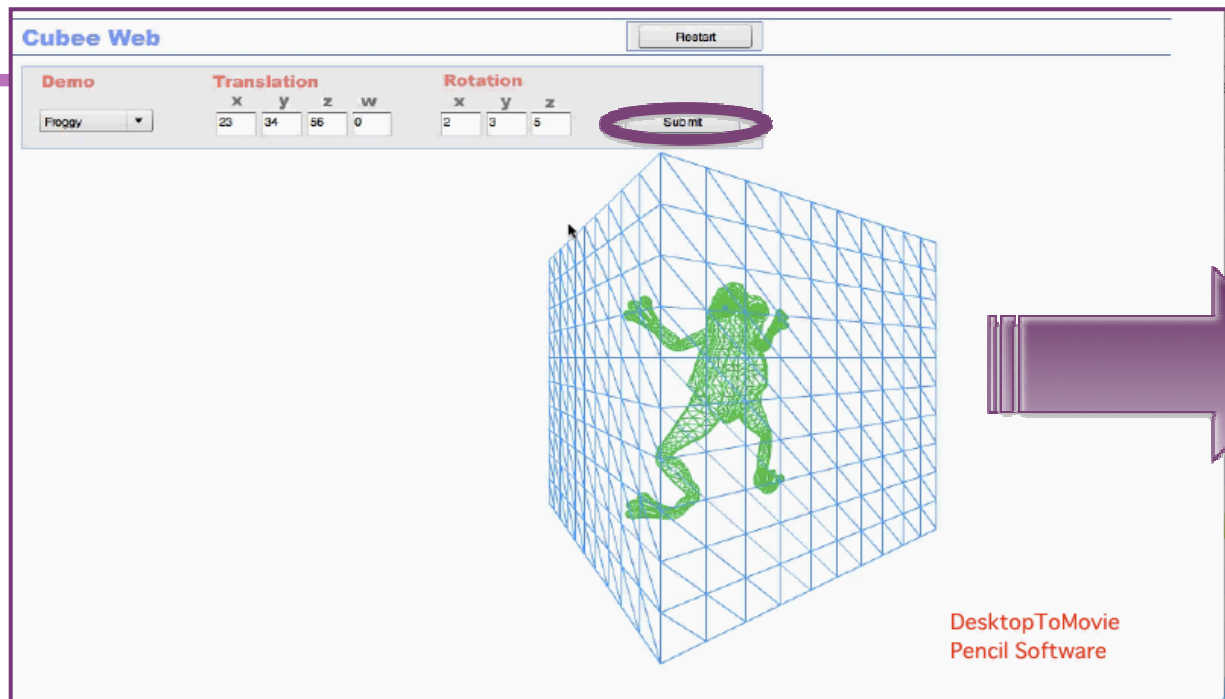 Cubee Web
Restart
Demo Translation Rotation
x y z w x y z
Froggy 23 34 56 0 2 3 5 Submit
DesktopToMovie
Pencil Software